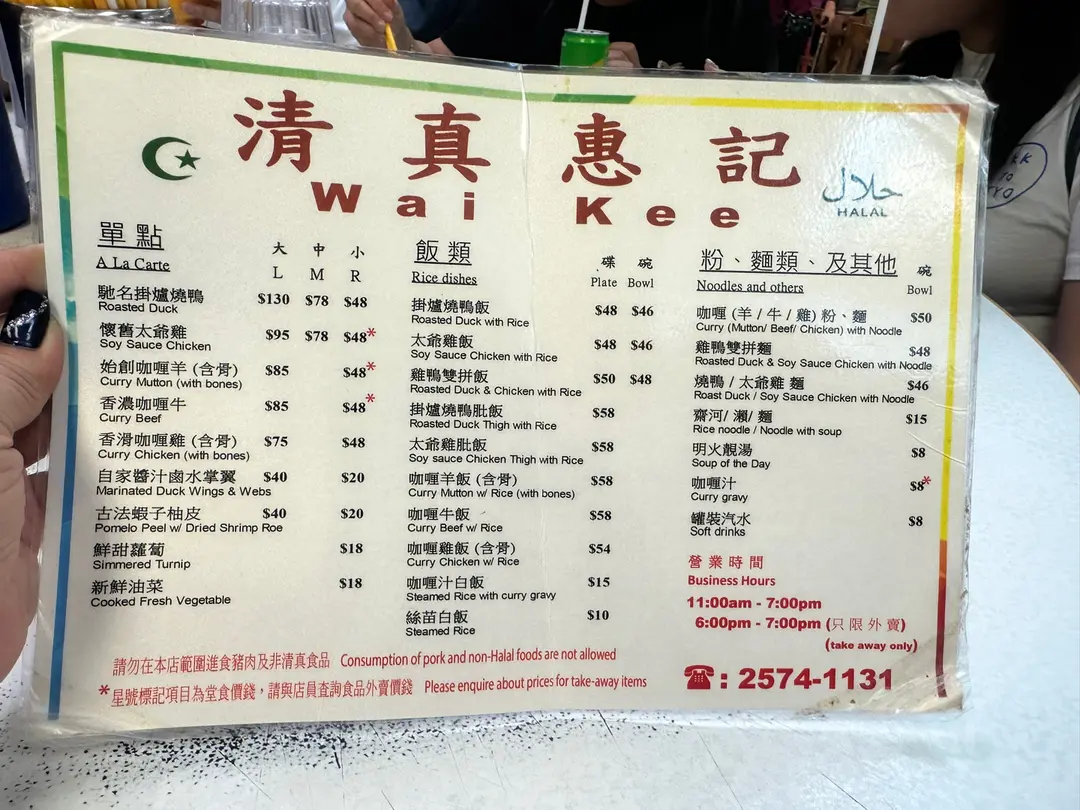 清真惠記
Wai Kee
حلال
HALAL
單點
A La Carte
大 中 小
L M R
馳名掛爐燒鴨 $130 $78 $48
Roasted Duck
懷舊太爺雞 $95 $78 $48*
Soy Sauce Chicken
始創咖喱羊 (含骨) $85 $48*
Curry Mutton (with bones)
香濃咖喱牛 $85 $48*
Curry Beef
香滑咖喱雞 (含骨) $75 $48
Curry Chicken (with bones)
自家醬汁鹵水掌翼 $40 $20
Marinated Duck Wings & Webs
古法蝦子柚皮 $40 $20
Pomelo Peel w/ Dried Shrimp Roe
鮮甜蘿蔔 $18
Simmered Turnip
新鮮油菜 $18
Cooked Fresh Vegetable
飯類
Rice dishes
碟 碗
Plate Bowl
掛爐燒鴨飯 $48 $46
Roasted Duck with Rice
太爺雞飯 $48 $46
Soy Sauce Chicken with Rice
雞鴨雙拼飯 $50 $48
Roasted Duck & Chicken with Rice
掛爐燒鴨肶飯 $58
Roasted Duck Thigh with Rice
太爺雞肶飯 $58
Soy sauce Chicken Thigh with Rice
咖喱羊飯 (含骨) $58
Curry Mutton w/ Rice (with bones)
咖喱牛飯 $58
Curry Beef w/ Rice
咖喱雞飯 (含骨) $54
Curry Chicken w/ Rice
咖喱汁白飯 $15
Steamed Rice with curry gravy
絲苗白飯 $10
Steamed Rice
粉、麵類、及其他
Noodles and others
碗
Bowl
咖喱 (羊 / 牛 / 雞) 粉、麵 $50
Curry (Mutton/ Beef/ Chicken) with Noodle
雞鴨雙拼麵 $48
Roasted Duck & Soy Sauce Chicken with Noodle
燒鴨 / 太爺雞 麵 $46
Roast Duck / Soy Sauce Chicken with Noodle
齋河/ 瀨/ 麵 $15
Rice noodle / Noodle with soup
明火靚湯 $8
Soup of the Day
咖喱汁 $8*
Curry gravy
罐裝汽水 $8
Soft drinks
營業時間
Business Hours
11:00am - 7:00pm
6:00pm - 7:00pm (只限外賣)
(take away only)
請勿在本店範圍進食豬肉及非清真食品 Consumption of pork and non-Halal foods are not allowed
*星號標記項目為堂食價錢，請與店員查詢食品外賣價錢 Please enquire about prices for take-away items
☎: 2574-1131